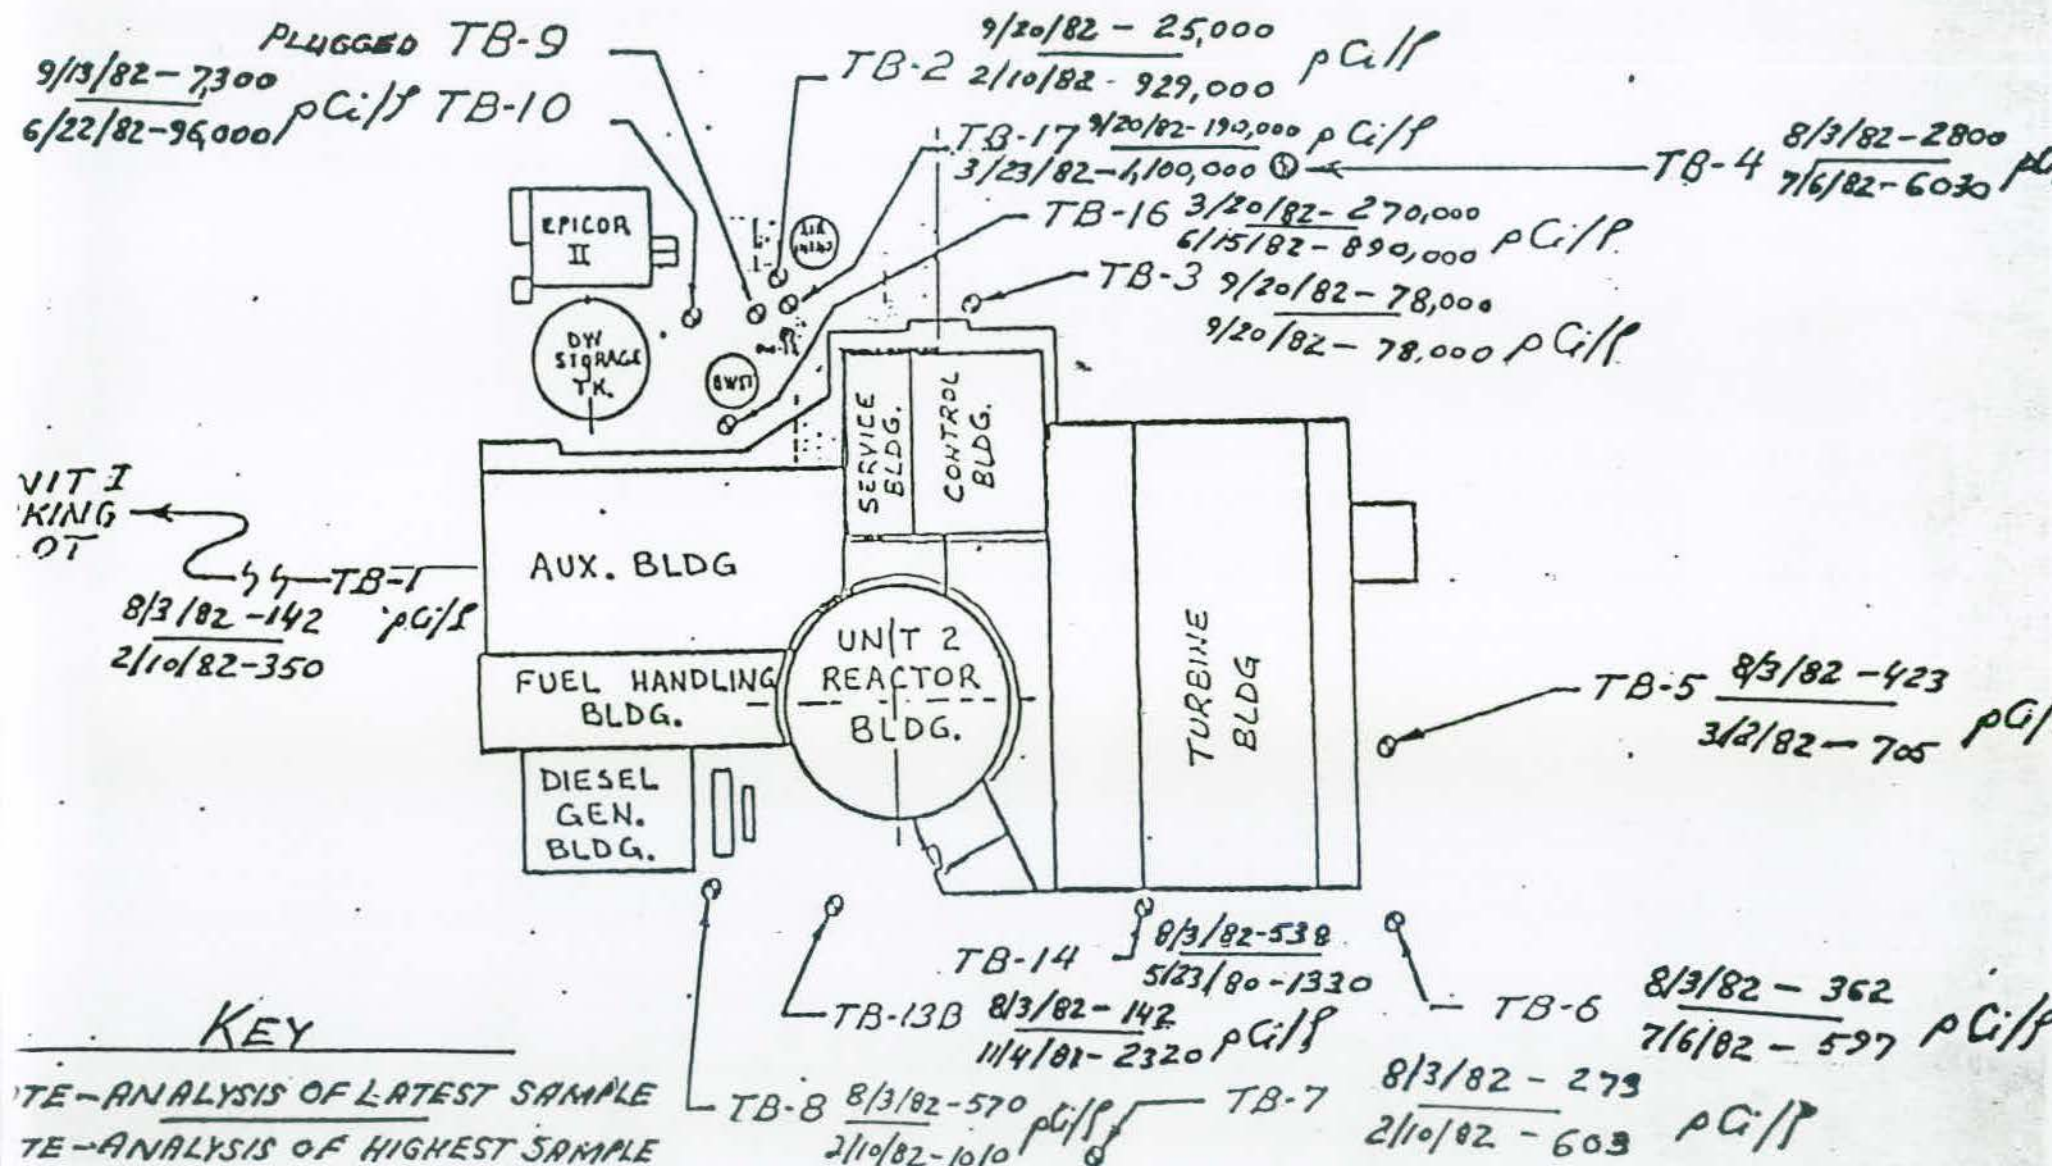 PLUGGED TB-9
9/13/82-7,300
6/22/82-96,000 pCi/l TB-10
TB-2 9/20/82 - 25,000
2/10/82 - 929,000 pCi/l
TB-17 9/20/82-190,000 pCi/l
3/23/82-1,100,000
TB-4 8/3/82-2800
7/6/82-6030
TB-16 3/20/82-270,000
6/15/82-890,000 pCi/l
TB-3 9/20/82-78,000
9/20/82-78,000 pCi/l
EPICOR
II
AIR
DW
STORAGE
TK.
BWST
SERVICE
BLDG.
CONTROL
BLDG.
VIT I
KING
OT
TB-1
8/3/82-142 pCi/l
2/10/82-350
AUX. BLDG
FUEL HANDLING
BLDG.
UNIT 2
REACTOR
BLDG.
TURBINE
BLDG
DIESEL
GEN.
BLDG.
TB-5 8/3/82-423
3/2/82-705 pCi/
TB-14 8/3/82-538
5/23/80-1330
TB-13B 8/3/82-142
11/4/81-2320 pCi/l
TB-6 8/3/82-362
7/6/82-597 pCi/l
TB-8 8/3/82-570
2/10/82-1010 pCi/l
TB-7 8/3/82-279
2/10/82-603 pCi/l
KEY
TE-ANALYSIS OF LATEST SAMPLE
TE-ANALYSIS OF HIGHEST SAMPLE